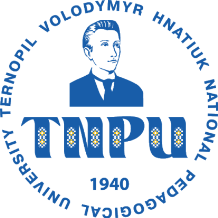 TERNOPIL VOLODYMYR HNATIUK NATIONAL PEDAGOGICAL UNIVERSITY
TNPU
1940